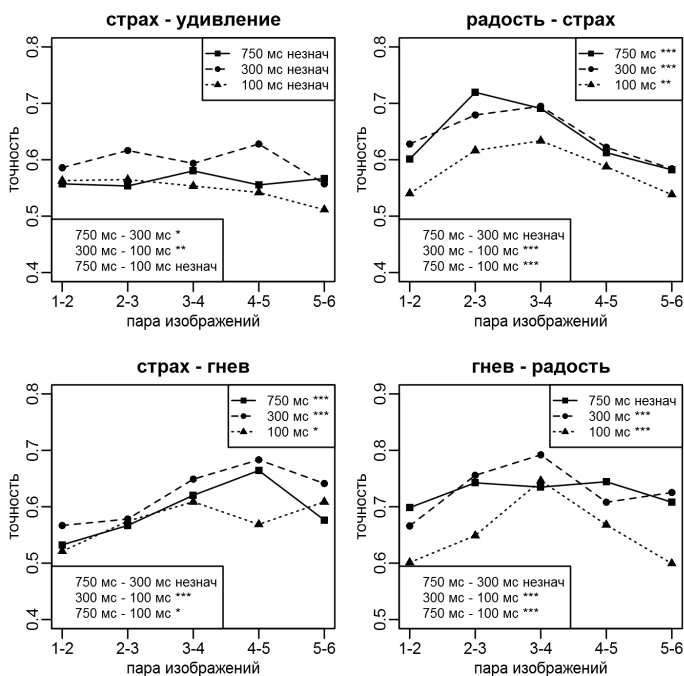 страх - удивление
0.8
0.7
0.6
0.5
0.4
точность
750 мс незнач
300 мс незнач
100 мс незнач
750 мс - 300 мс *
300 мс - 100 мс **
750 мс - 100 мс незнач
1-2 2-3 3-4 4-5 5-6
пара изображений
радость - страх
0.8
0.7
0.6
0.5
0.4
точность
750 мс ***
300 мс ***
100 мс **
750 мс - 300 мс незнач
300 мс - 100 мс ***
750 мс - 100 мс ***
1-2 2-3 3-4 4-5 5-6
пара изображений
страх - гнев
0.8
0.7
0.6
0.5
0.4
точность
750 мс ***
300 мс ***
100 мс *
750 мс - 300 мс незнач
300 мс - 100 мс ***
750 мс - 100 мс *
1-2 2-3 3-4 4-5 5-6
пара изображений
гнев - радость
0.9
0.8
0.7
0.6
0.5
точность
750 мс незнач
300 мс ***
100 мс ***
750 мс - 300 мс незнач
300 мс - 100 мс ***
750 мс - 100 мс ***
1-2 2-3 3-4 4-5 5-6
пара изображений